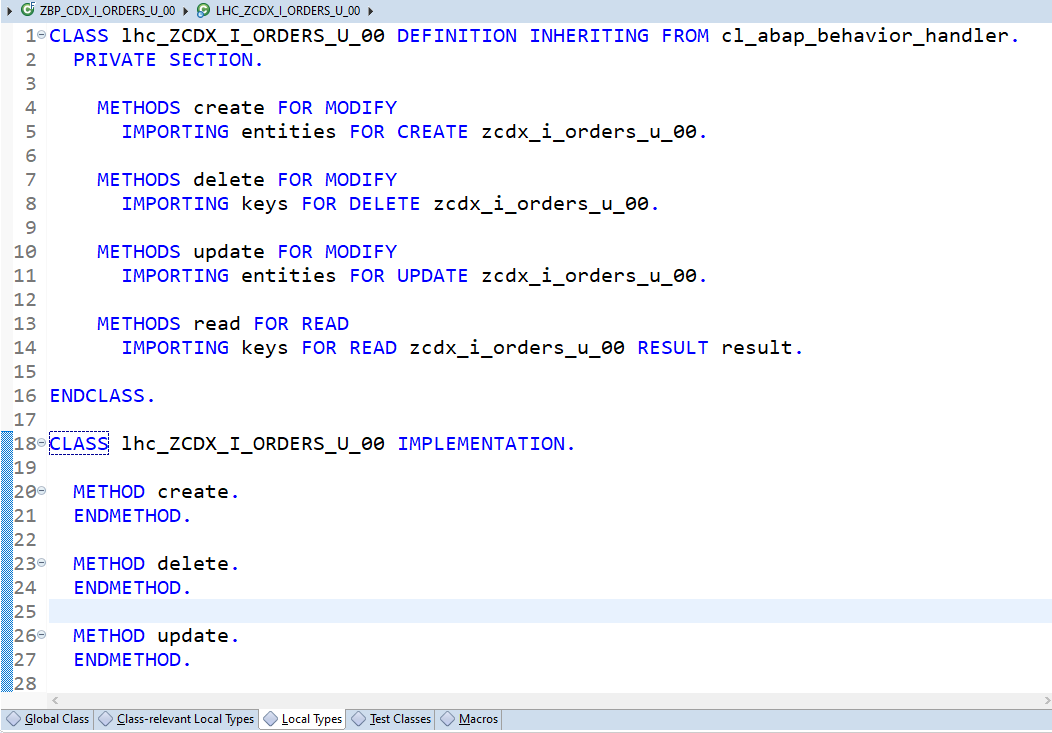 ZBP_CDX_I_ORDERS_U_00 LHC_ZCDX_I_ORDERS_U_00
1 CLASS lhc_ZCDX_I_ORDERS_U_00 DEFINITION INHERITING FROM cl_abap_behavior_handler.
2 PRIVATE SECTION.
3
4 METHODS create FOR MODIFY
5 IMPORTING entities FOR CREATE zcdx_i_orders_u_00.
6
7 METHODS delete FOR MODIFY
8 IMPORTING keys FOR DELETE zcdx_i_orders_u_00.
9
10 METHODS update FOR MODIFY
11 IMPORTING entities FOR UPDATE zcdx_i_orders_u_00.
12
13 METHODS read FOR READ
14 IMPORTING keys FOR READ zcdx_i_orders_u_00 RESULT result.
15
16 ENDCLASS.
17
18 CLASS lhc_ZCDX_I_ORDERS_U_00 IMPLEMENTATION.
19
20 METHOD create.
21 ENDMETHOD.
22
23 METHOD delete.
24 ENDMETHOD.
25
26 METHOD update.
27 ENDMETHOD.
28
Global Class Class-relevant Local Types Local Types Test Classes Macros